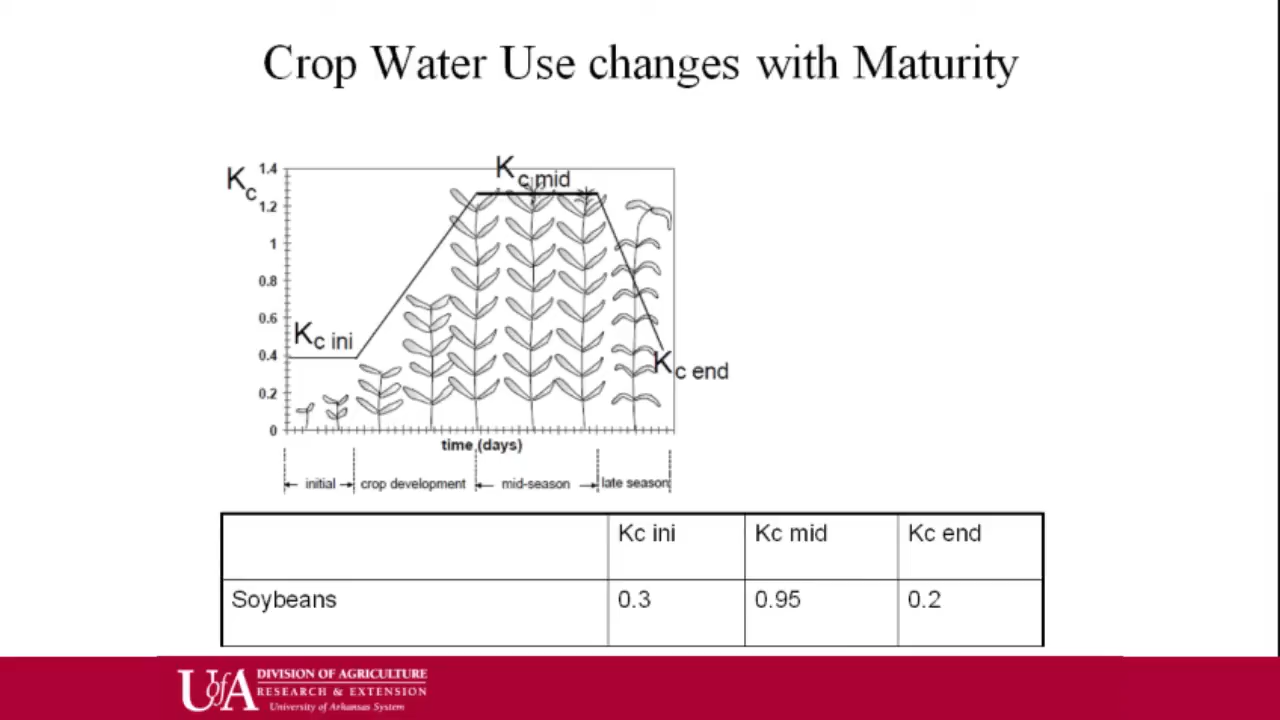 Crop Water Use changes with Maturity
Kc
1.4
1.2
1
0.8
0.6
0.4
0.2
0
Kc mid
Kc ini
Kc end
time (days)
initial crop development mid-season late season
Kc ini Kc mid Kc end
Soybeans 0.3 0.95 0.2
UofA
DIVISION OF AGRICULTURE
RESEARCH & EXTENSION
University of Arkansas System